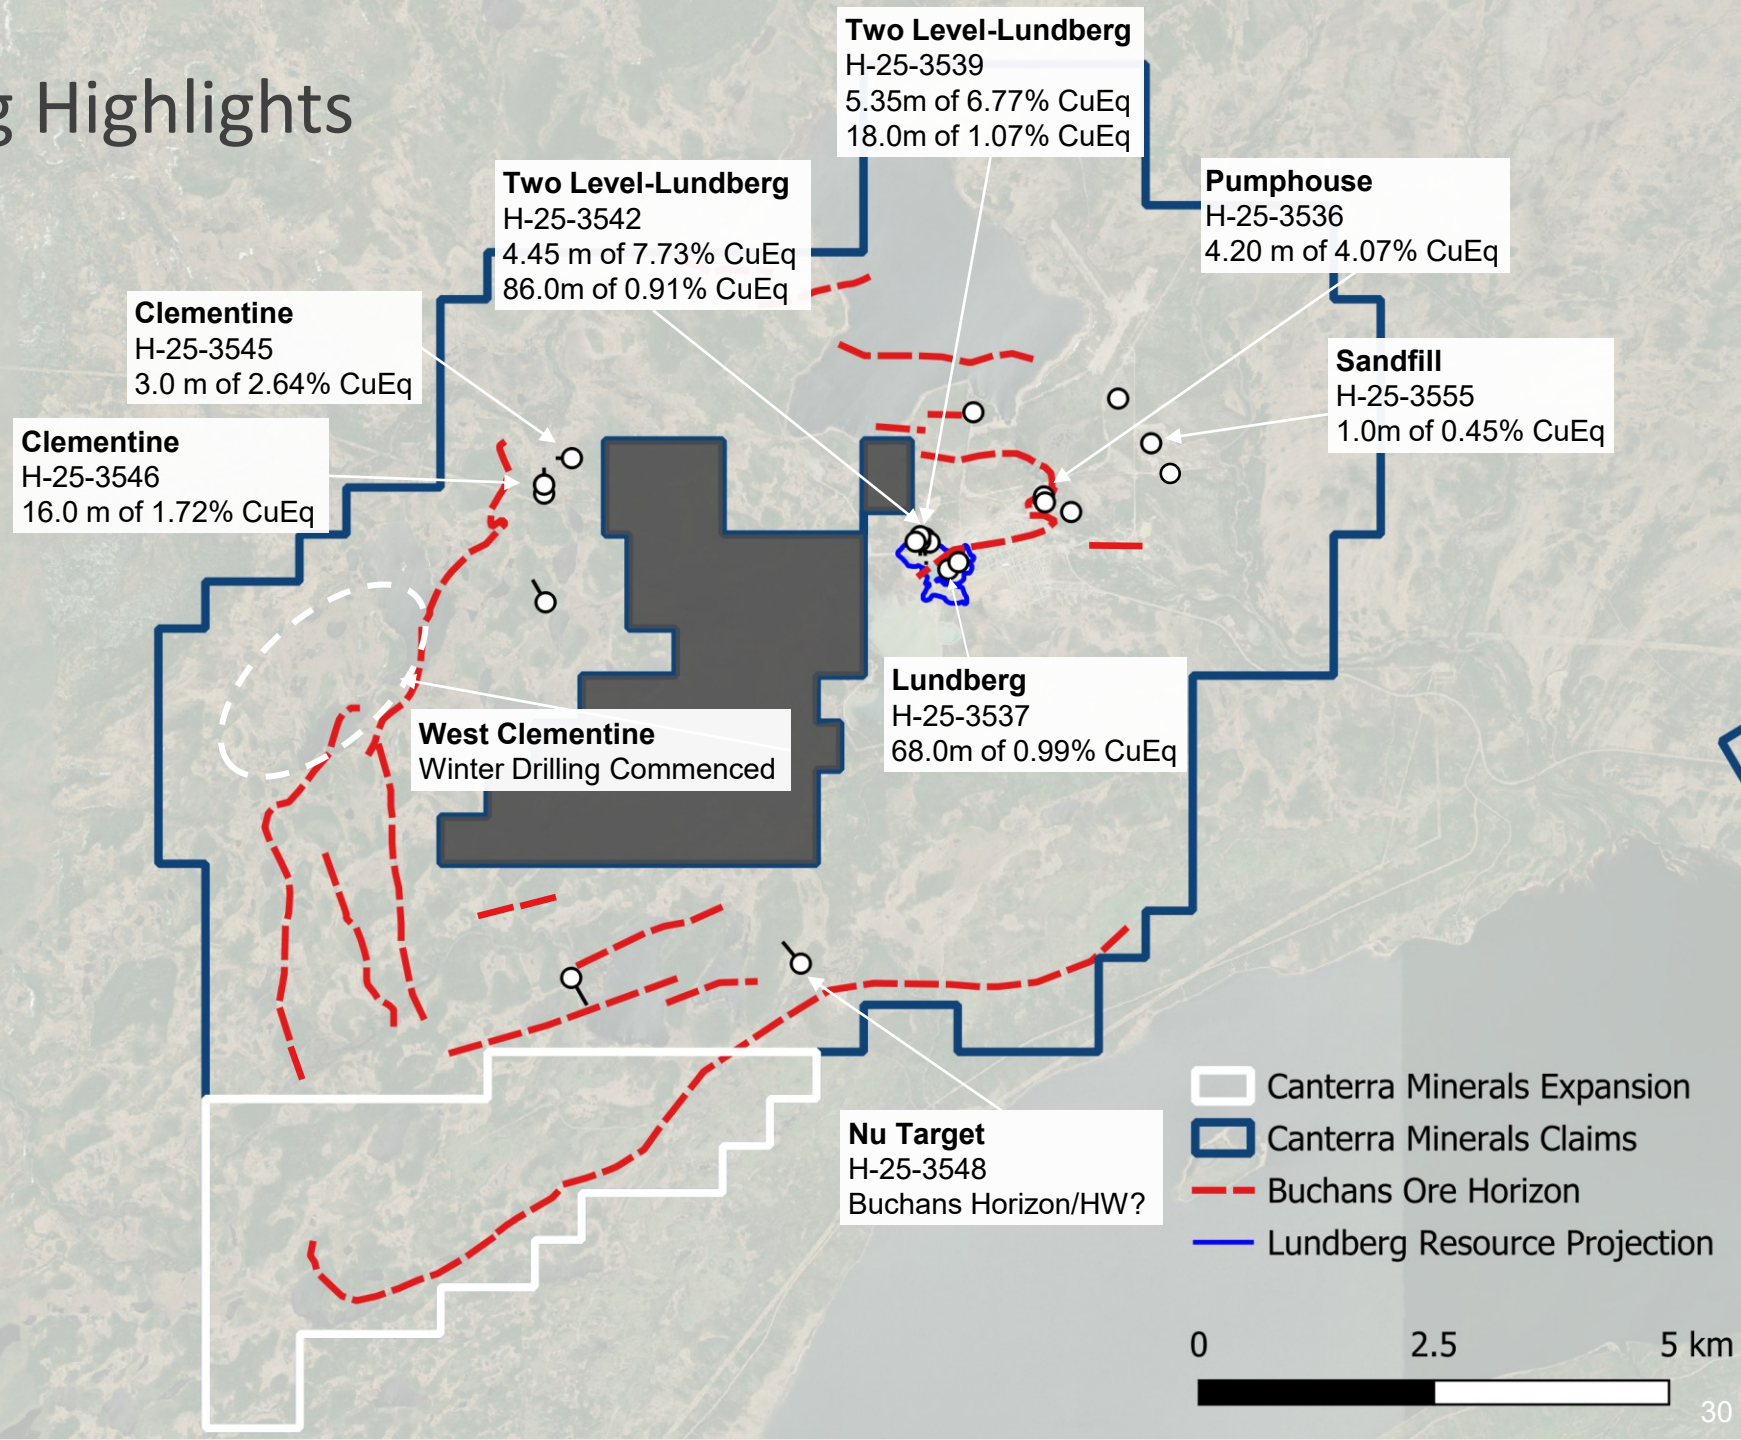 g Highlights
Two Level-Lundberg
H-25-3539
5.35m of 6.77% CuEq
18.0m of 1.07% CuEq
Two Level-Lundberg
H-25-3542
4.45 m of 7.73% CuEq
86.0m of 0.91% CuEq
Pumphouse
H-25-3536
4.20 m of 4.07% CuEq
Clementine
H-25-3545
3.0 m of 2.64% CuEq
Sandfill
H-25-3555
1.0m of 0.45% CuEq
Clementine
H-25-3546
16.0 m of 1.72% CuEq
Lundberg
H-25-3537
68.0m of 0.99% CuEq
West Clementine
Winter Drilling Commenced
Nu Target
H-25-3548
Buchans Horizon/HW?
Canterra Minerals Expansion
Canterra Minerals Claims
Buchans Ore Horizon
Lundberg Resource Projection
0 2.5 5 km
30